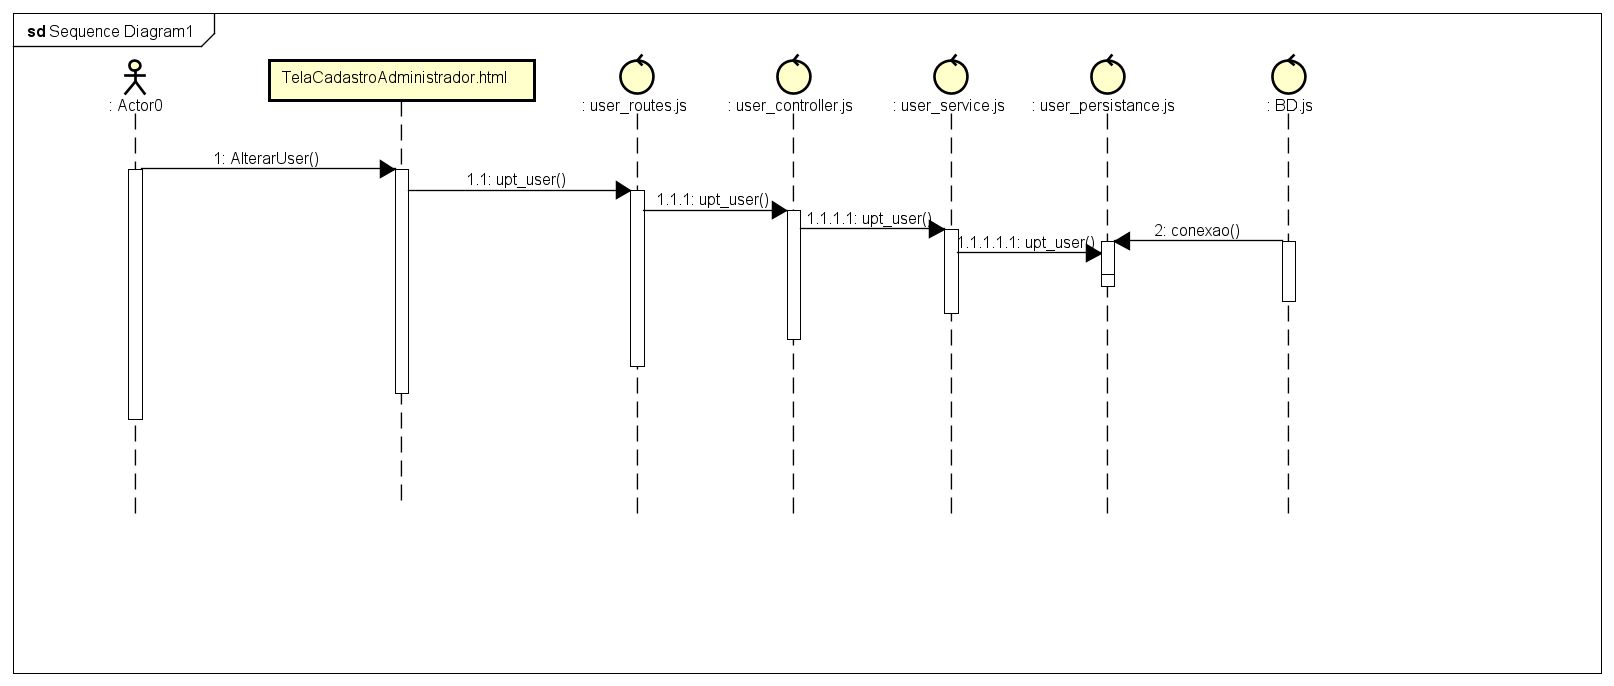 sd Sequence Diagram1
: Actor0
TelaCadastroAdministrador.html
: user_routes.js
: user_controller.js
: user_service.js
: user_persistance.js
: BD.js
1: AlterarUser()
1.1: upt_user()
1.1.1: upt_user()
1.1.1.1: upt_user()
1.1.1.1.1: upt_user()
2: conexao()